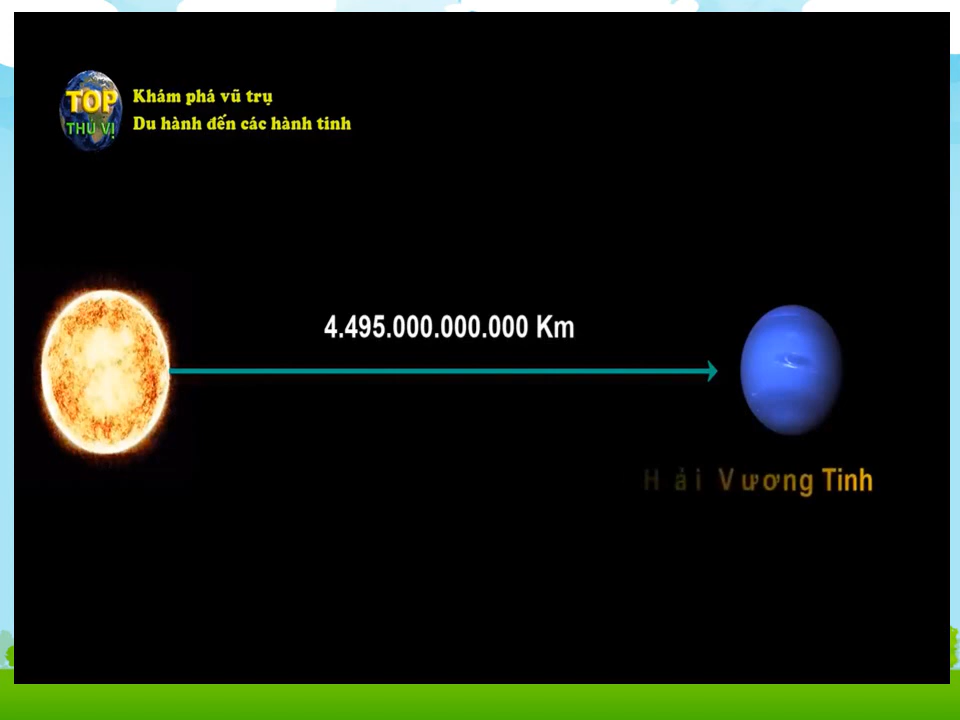 TOP
THÚ VỊ
Khám phá vũ trụ
Du hành đến các hành tinh
4.495.000.000.000 Km
Hải Vương Tinh